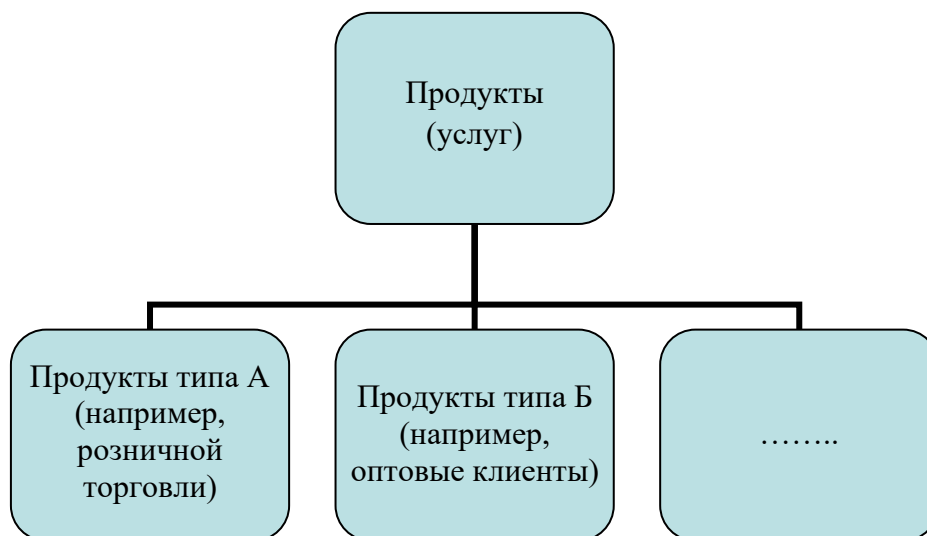 Продукты
(услуг)
Продукты типа А
(например,
розничной
торговли)
Продукты типа Б
(например,
оптовые клиенты)
……..